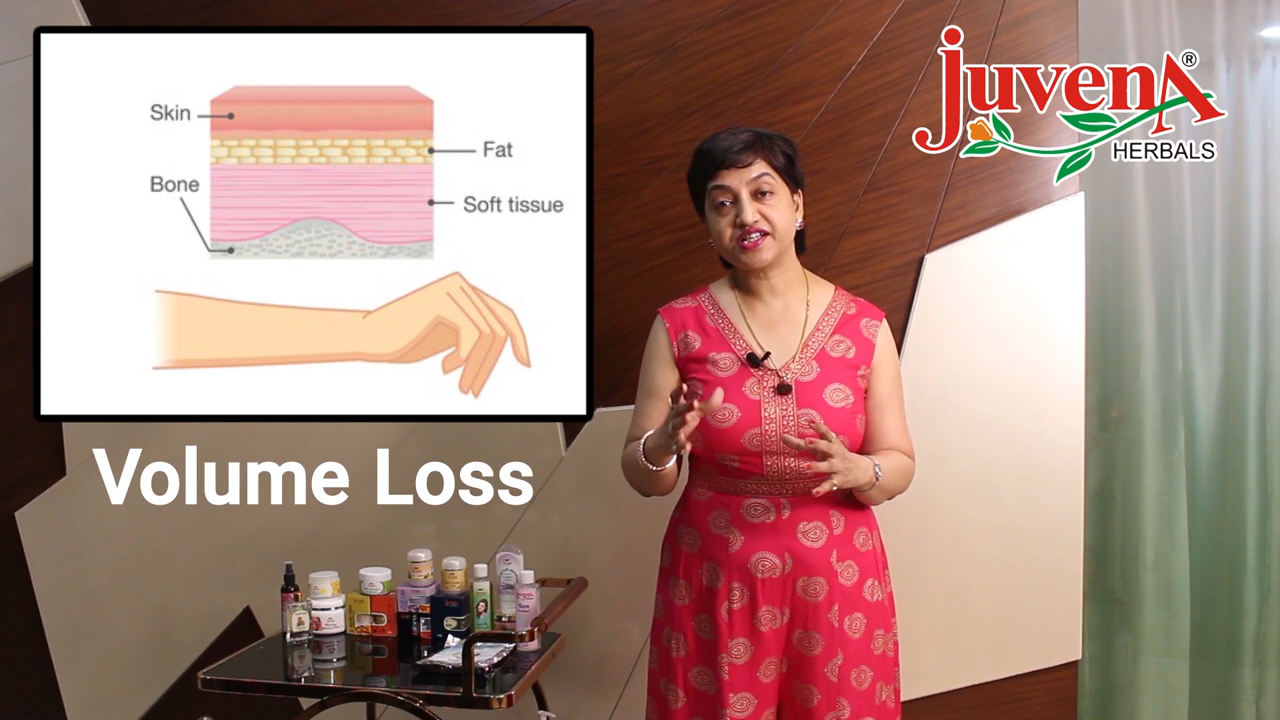 Skin
Fat
Bone
Soft tissue
Volume Loss
Juvena®
HERBALS